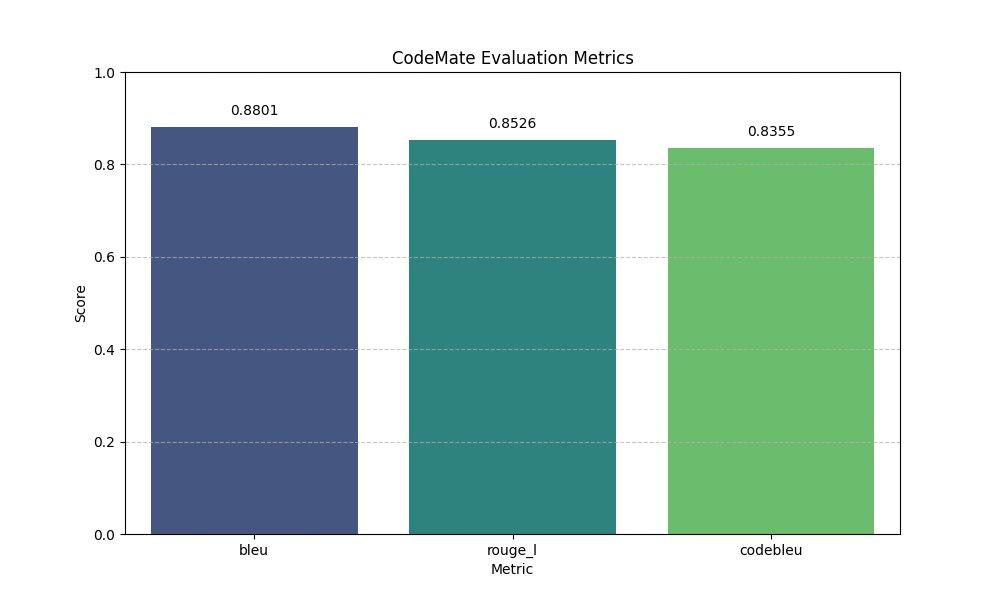 CodeMate Evaluation Metrics
1.0
0.8801
0.8526
0.8355
0.8
0.6
Score
0.4
0.2
0.0
bleu
rouge_l
codebleu
Metric